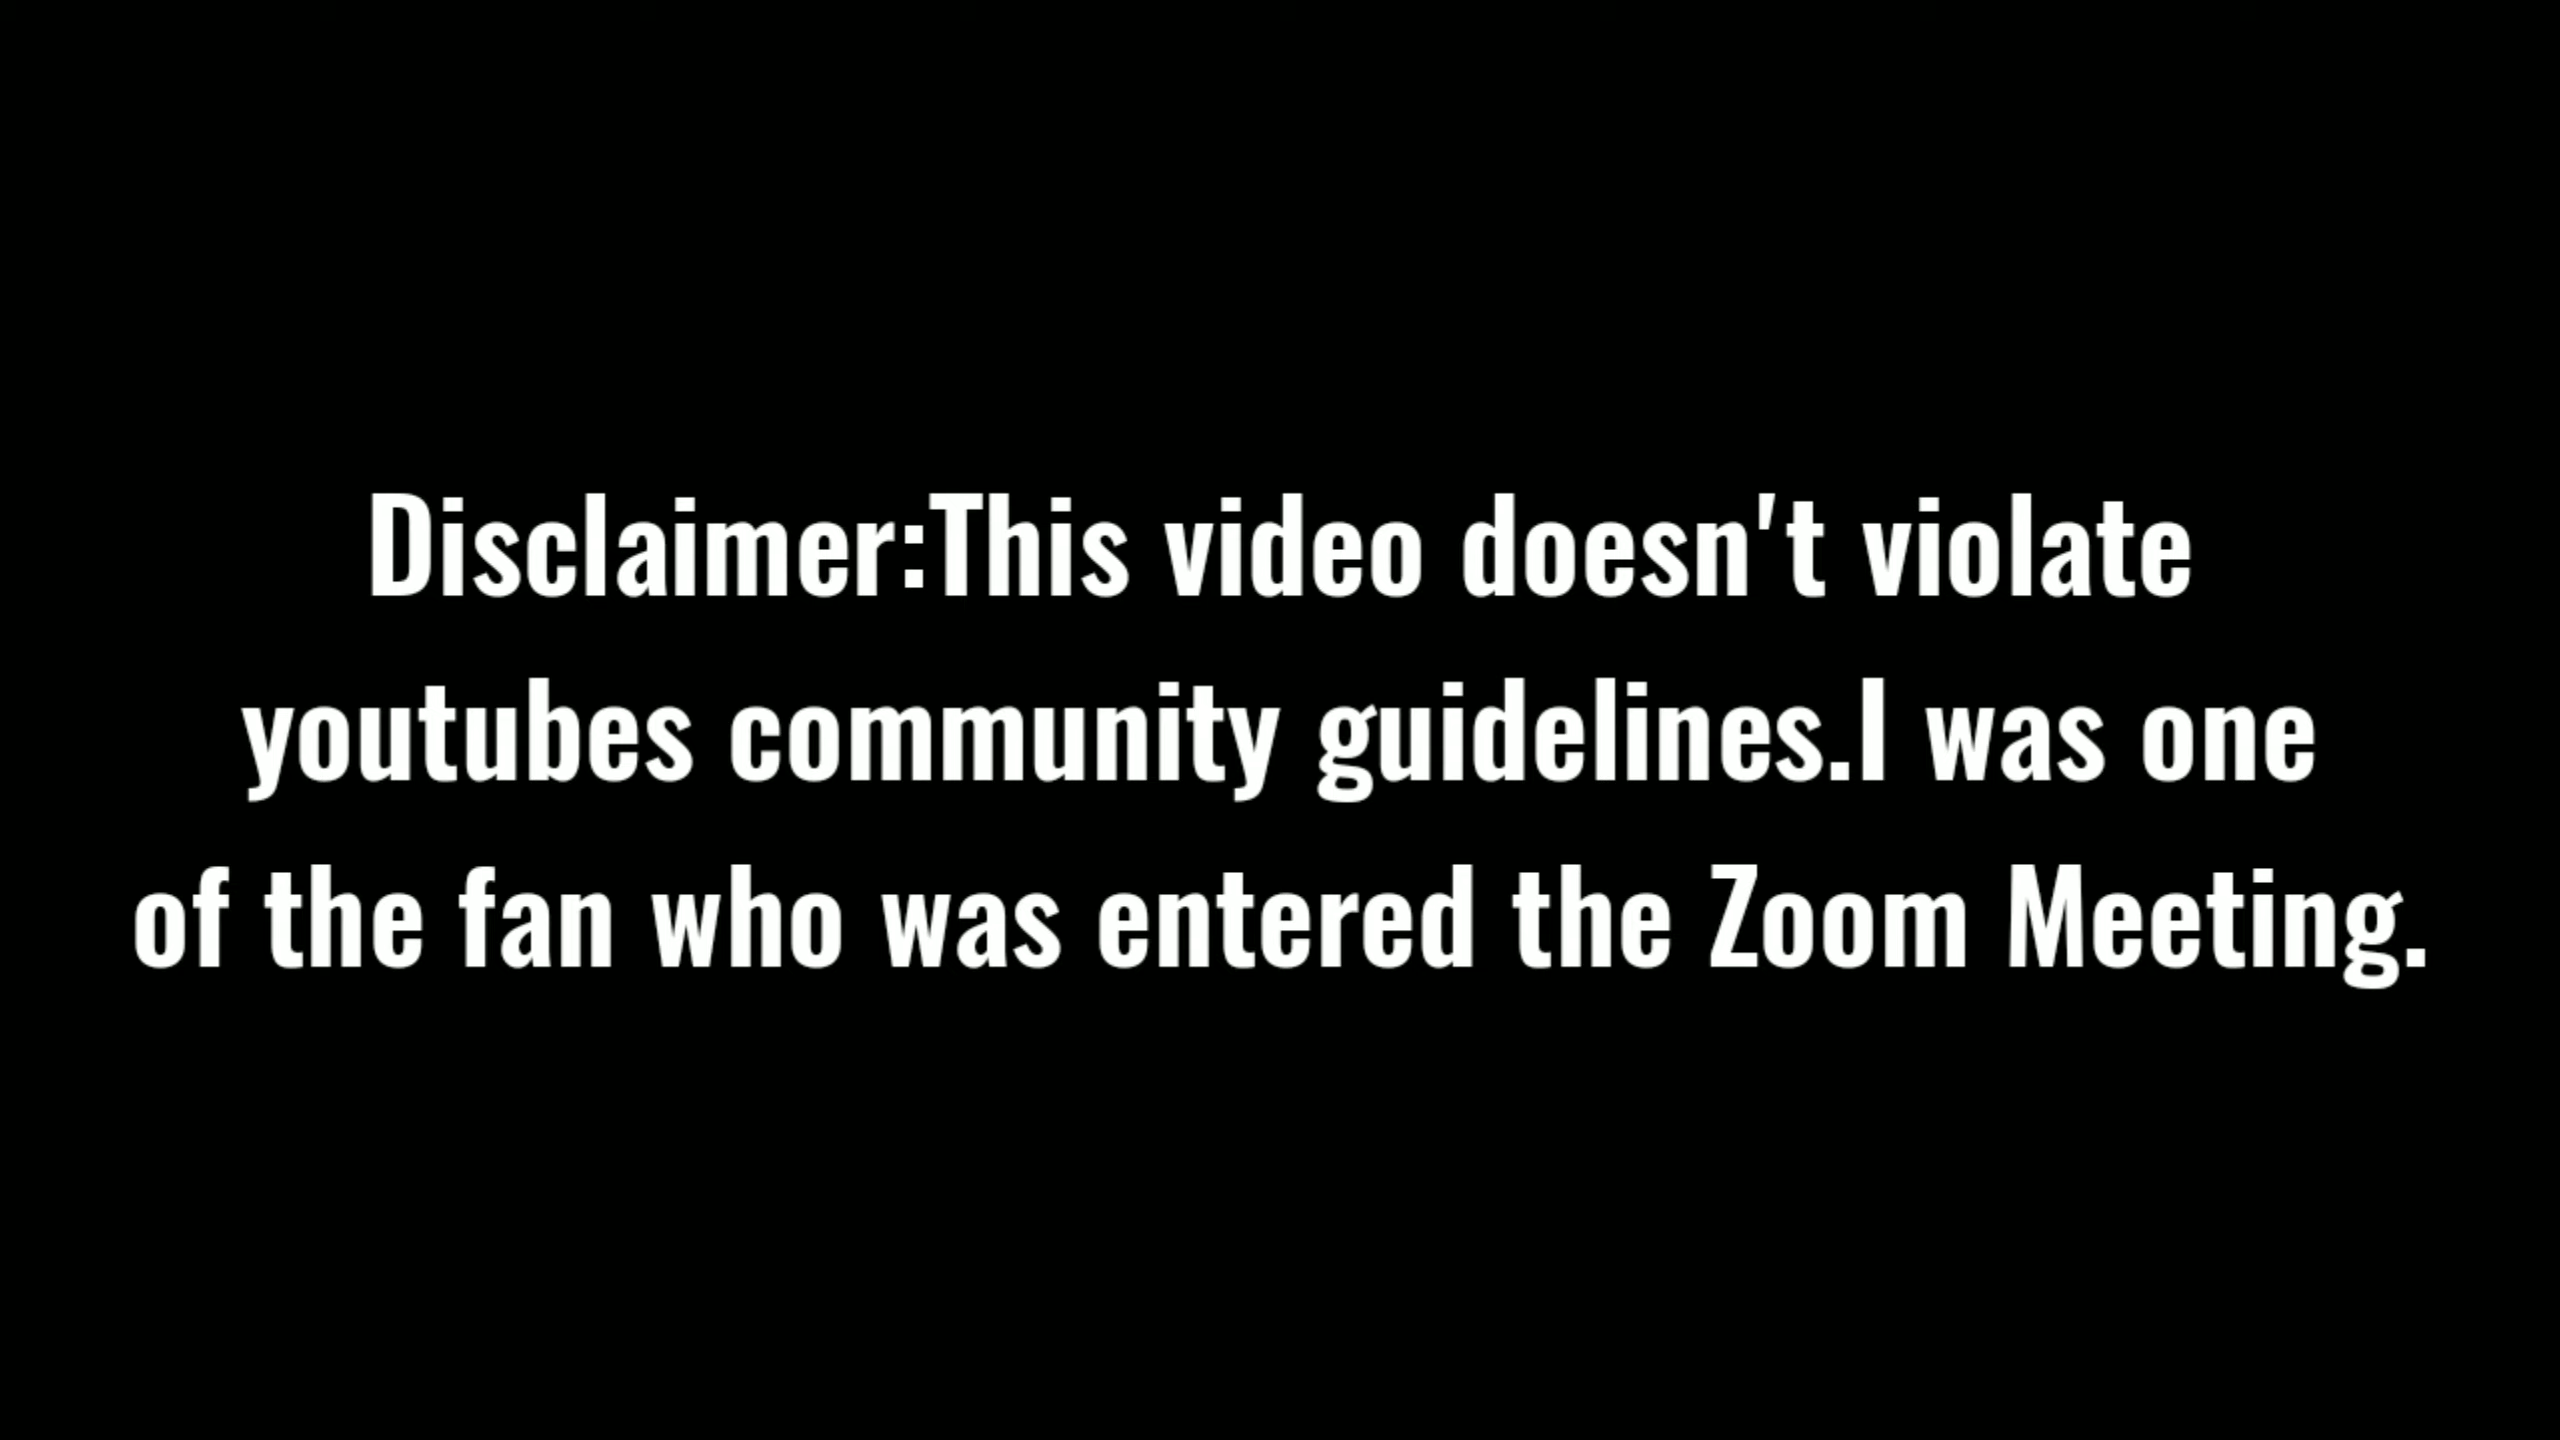 Disclaimer:This video doesn't violate
youtubes community guidelines.I was one
of the fan who was entered the Zoom Meeting.